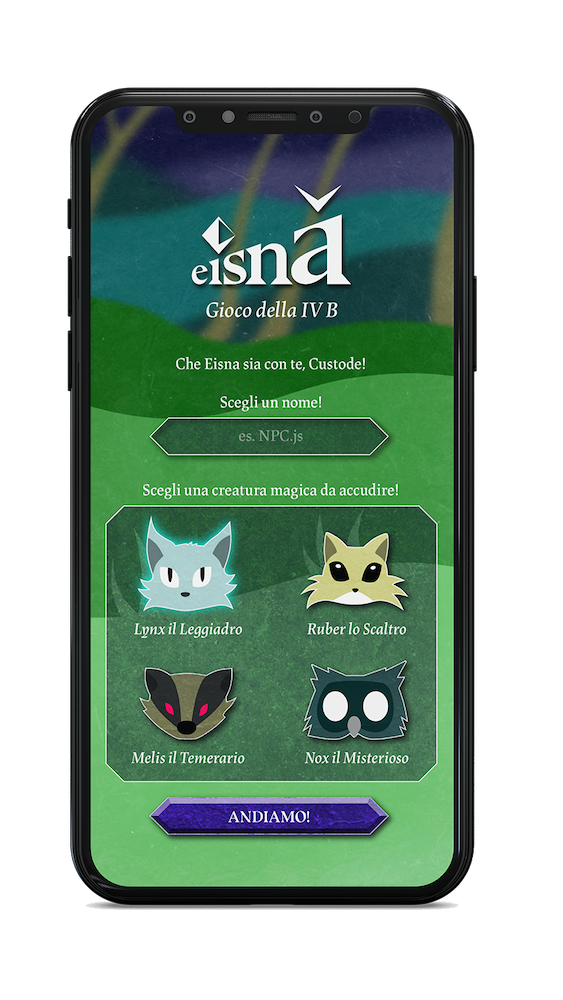 eisnă
Gioco della IV B
Che Eisna sia con te, Custode!
Scegli un nome!
es. NPC.js
Scegli una creatura magica da accudire!
Lynx il Leggiadro
Ruber lo Scaltro
Melis il Temerario
Nox il Misterioso
ANDIAMO!